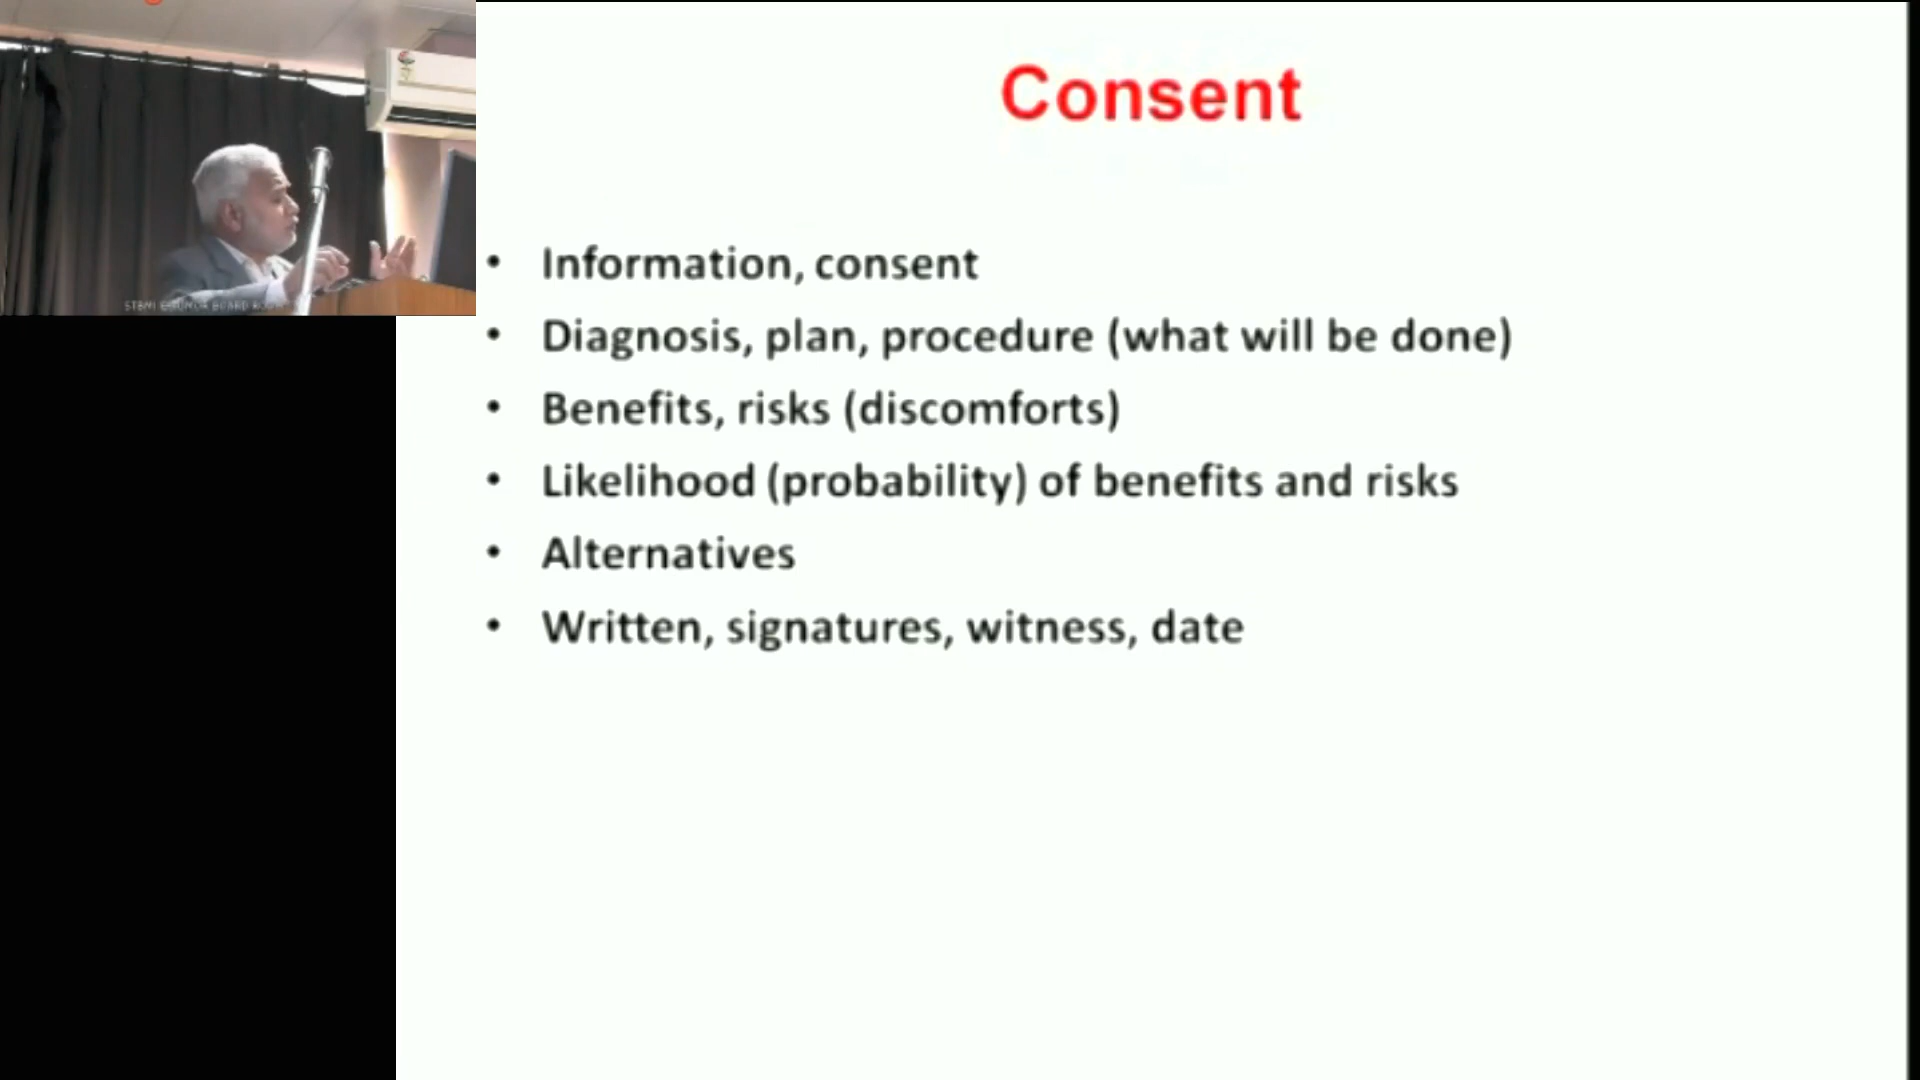 Consent
• Information, consent
• Diagnosis, plan, procedure (what will be done)
• Benefits, risks (discomforts)
• Likelihood (probability) of benefits and risks
• Alternatives
• Written, signatures, witness, date
BOARD